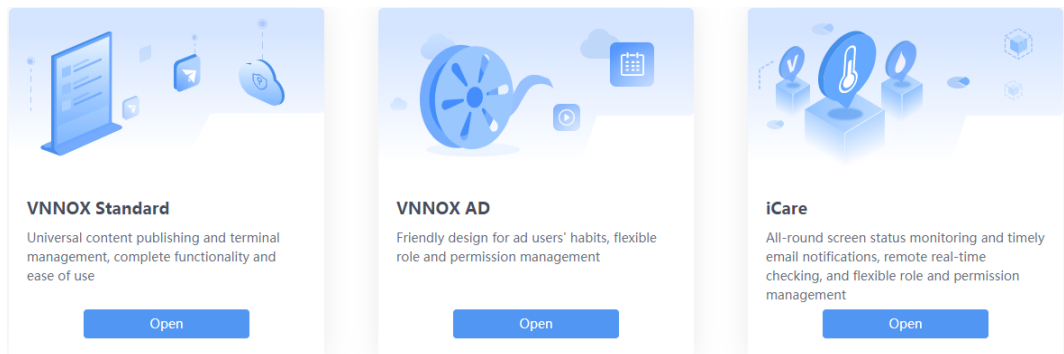 VNNOX Standard
Universal content publishing and terminal
management, complete functionality and
ease of use
Open
VNNOX AD
Friendly design for ad users' habits, flexible
role and permission management
Open
iCare
All-round screen status monitoring and timely
email notifications, remote real-time
checking, and flexible role and permission
management
Open